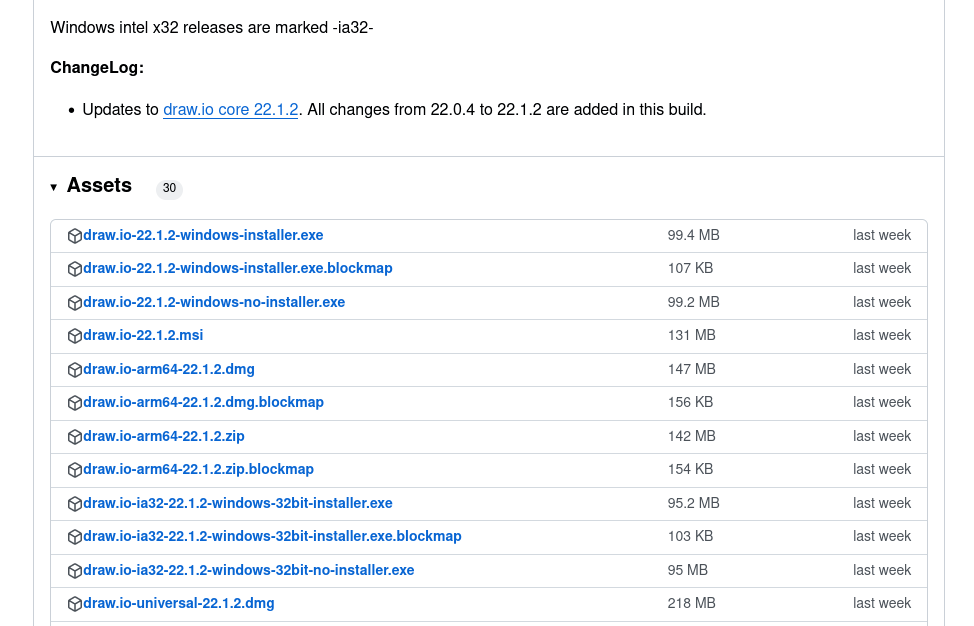 Windows intel x32 releases are marked -ia32-
ChangeLog:
• Updates to draw.io core 22.1.2. All changes from 22.0.4 to 22.1.2 are added in this build.
▾ Assets 30
draw.io-22.1.2-windows-installer.exe 99.4 MB last week
draw.io-22.1.2-windows-installer.exe.blockmap 107 KB last week
draw.io-22.1.2-windows-no-installer.exe 99.2 MB last week
draw.io-22.1.2.msi 131 MB last week
draw.io-arm64-22.1.2.dmg 147 MB last week
draw.io-arm64-22.1.2.dmg.blockmap 156 KB last week
draw.io-arm64-22.1.2.zip 142 MB last week
draw.io-arm64-22.1.2.zip.blockmap 154 KB last week
draw.io-ia32-22.1.2-windows-32bit-installer.exe 95.2 MB last week
draw.io-ia32-22.1.2-windows-32bit-installer.exe.blockmap 103 KB last week
draw.io-ia32-22.1.2-windows-32bit-no-installer.exe 95 MB last week
draw.io-universal-22.1.2.dmg 218 MB last week